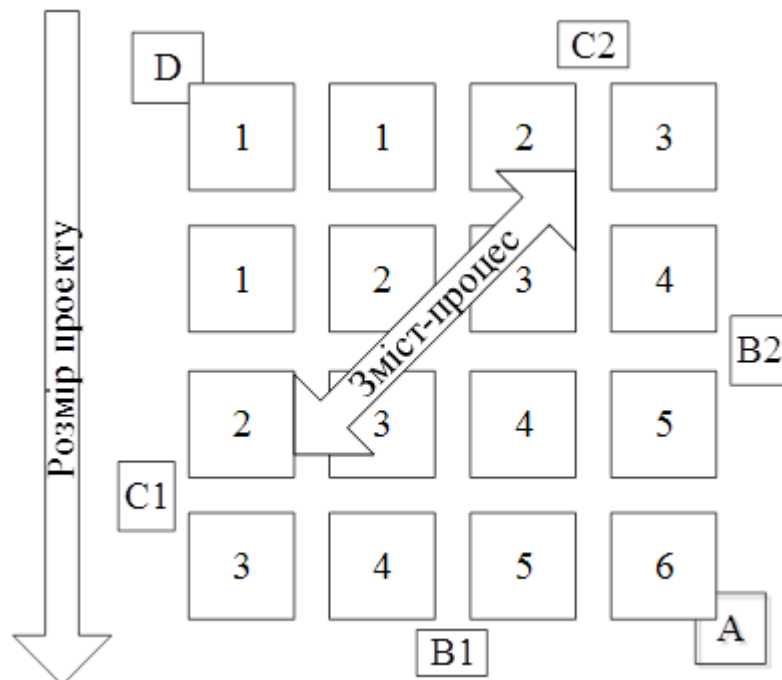 C2
D
1 1 2 3
Розмір проекту
Зміст-процес
1 2 3 4
B2
2 3 4 5
C1
3 4 5 6
A
B1